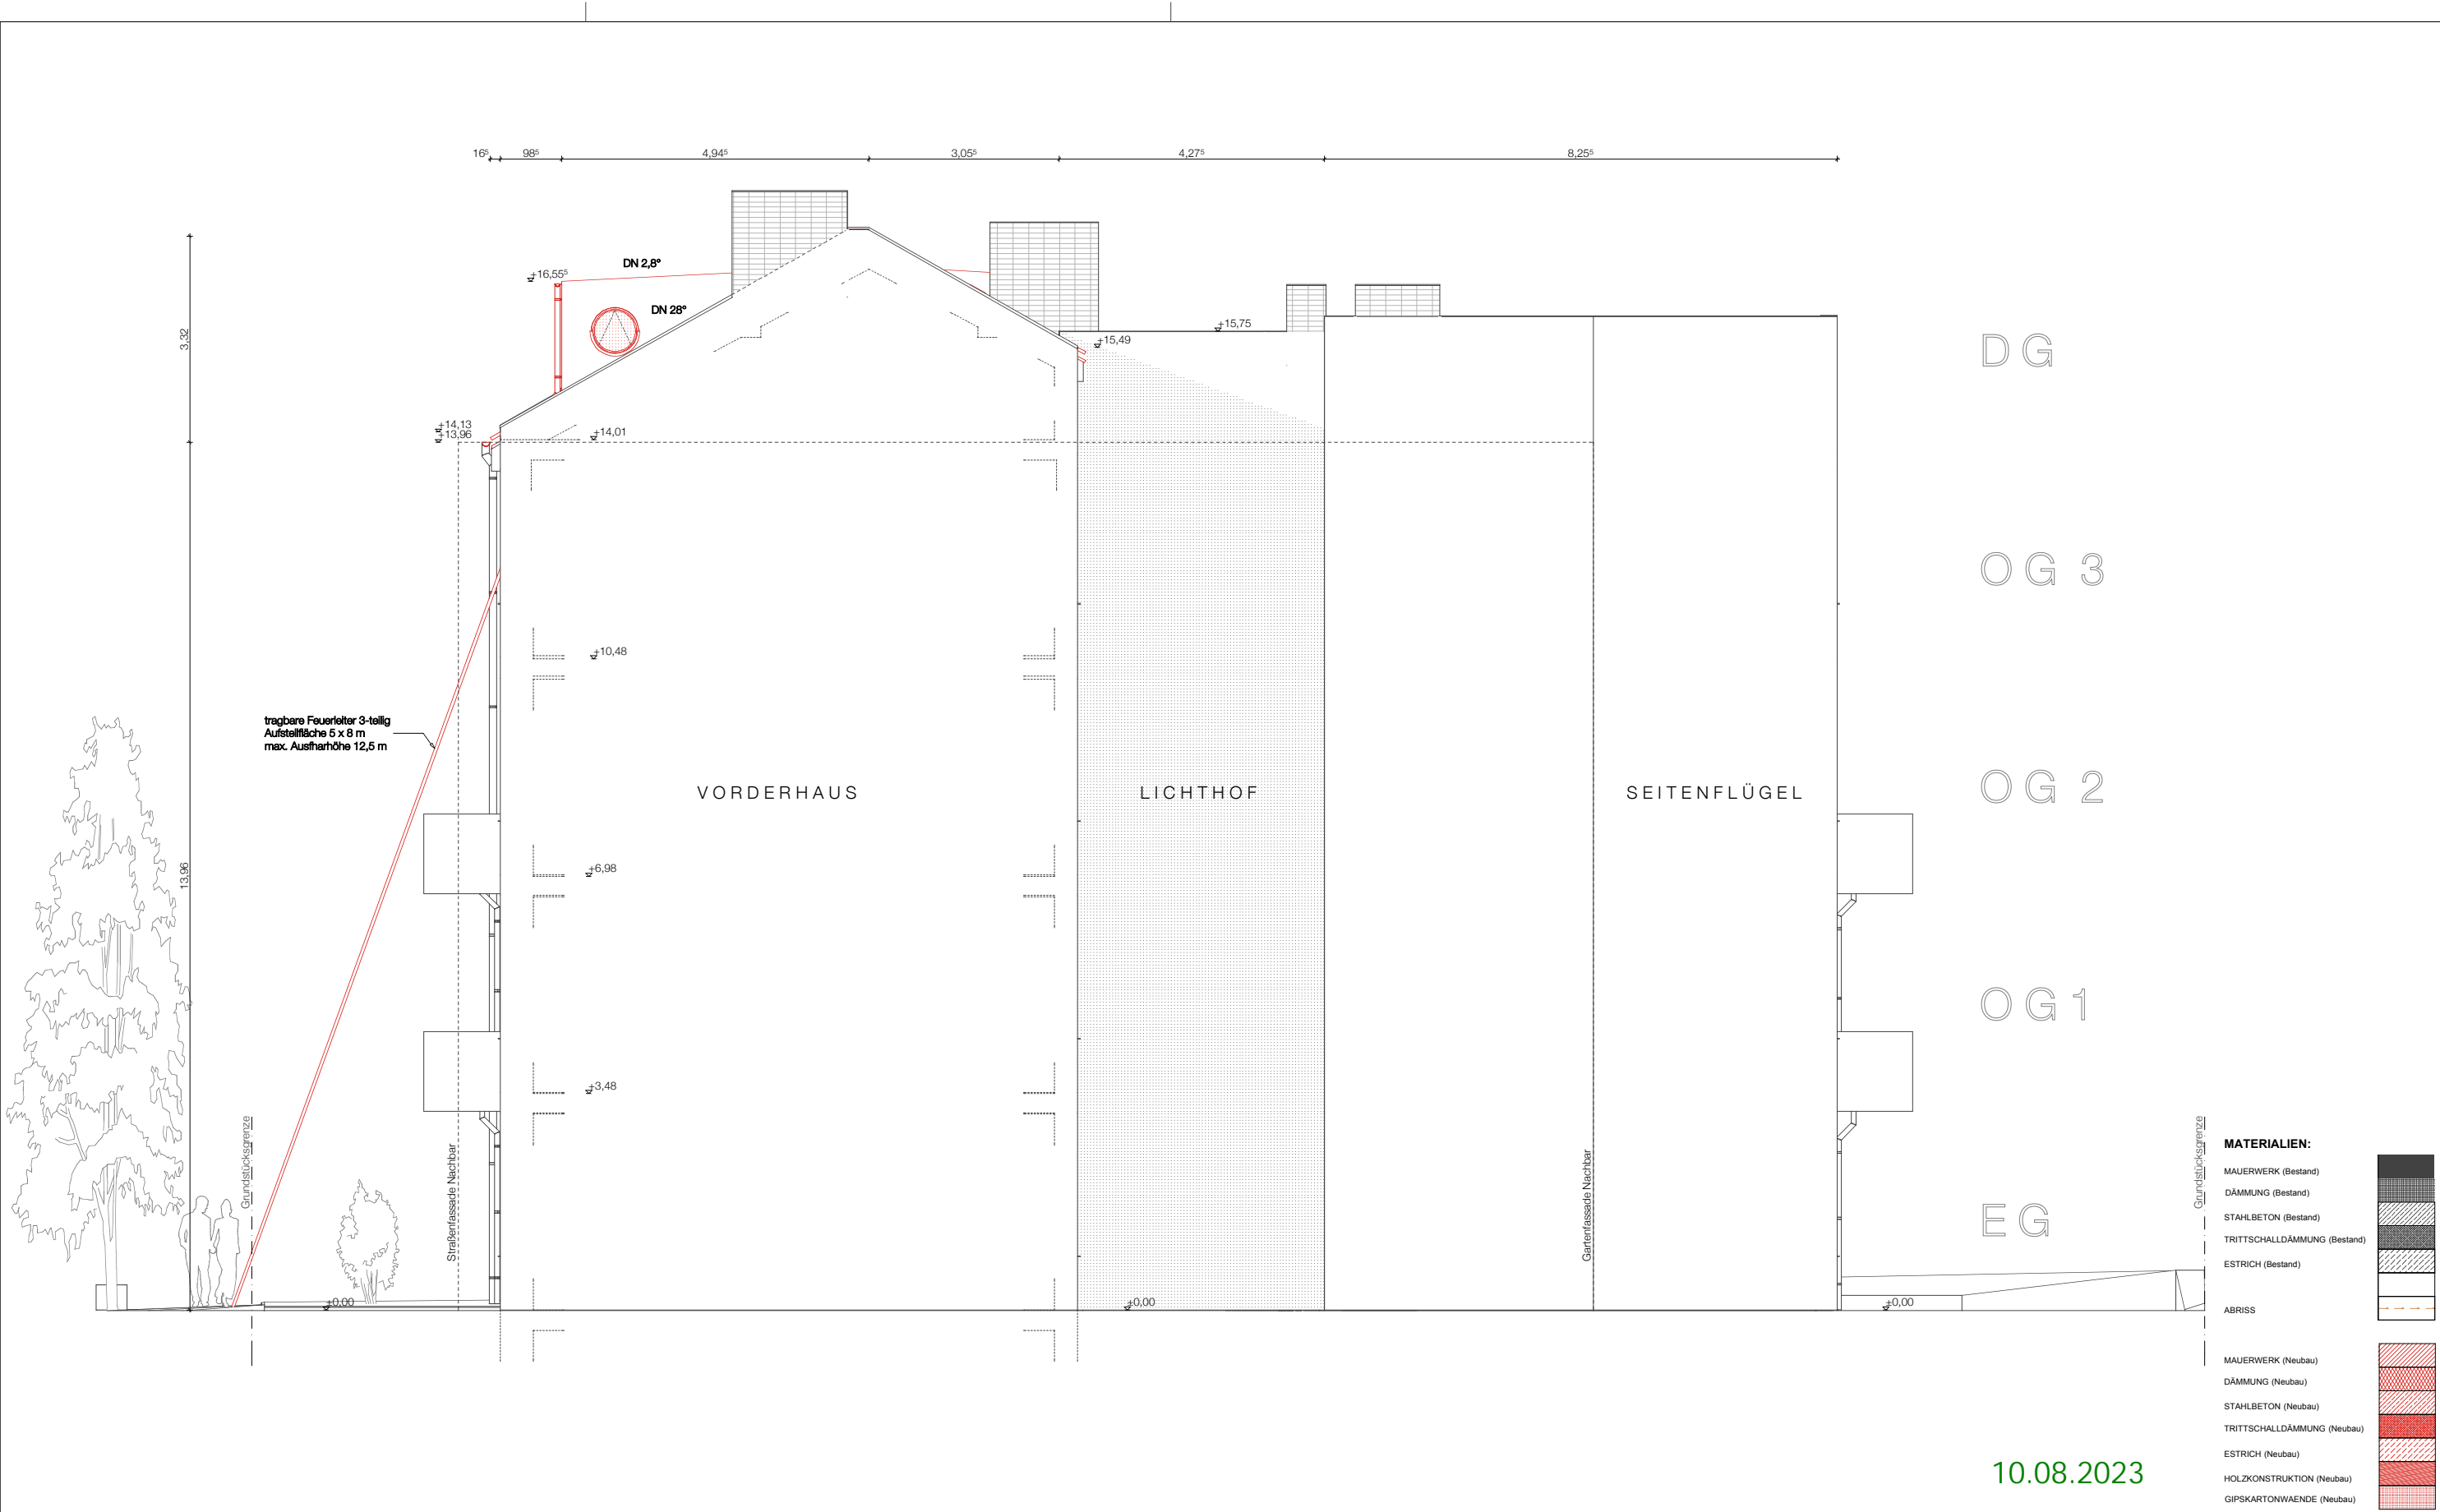 16⁵ 98⁵ 4,94⁵ 3,05⁵ 4,27⁵ 8,25⁵
DN 2,8°
+16,55⁵
DN 28°
+15,75
3,32
+15,49
DG
+14,13
+13,96
+14,01
OG 3
+10,48
tragbare Feuerleiter 3-teilig
Aufstellfläche 5 x 8 m
max. Ausfharhöhe 12,5 m
VORDERHAUS
LICHTHOF
SEITENFLÜGEL
OG 2
13,96
+6,98
OG 1
+3,48
Grundstücksgrenze
Straßenfassade Nachbar
Gartenfassade Nachbar
Grundstücksgrenze
EG
±0,00
±0,00
±0,00
MATERIALIEN:
MAUERWERK (Bestand)
DÄMMUNG (Bestand)
STAHLBETON (Bestand)
TRITTSCHALLDÄMMUNG (Bestand)
ESTRICH (Bestand)
ABRISS
MAUERWERK (Neubau)
DÄMMUNG (Neubau)
STAHLBETON (Neubau)
TRITTSCHALLDÄMMUNG (Neubau)
ESTRICH (Neubau)
HOLZKONSTRUKTION (Neubau)
GIPSKARTONWAENDE (Neubau)
10.08.2023